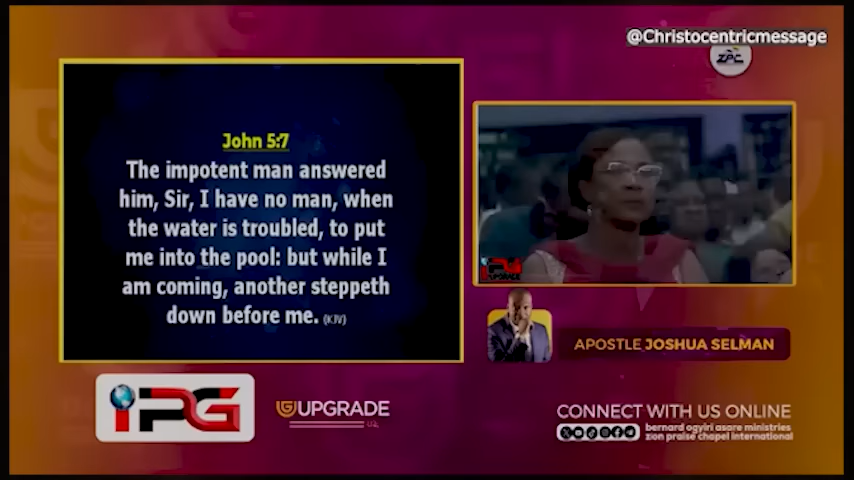 @Christocentricmessage
ZPC
John 5:7
The impotent man answered
him, Sir, I have no man, when
the water is troubled, to put
me into the pool: but while I
am coming, another steppeth
down before me. (KJV)
IPG
UPGRADE
APOSTLE JOSHUA SELMAN
iPG
UPGRADE
CONNECT WITH US ONLINE
bernard ogyiri asare ministries
zion praise chapel international